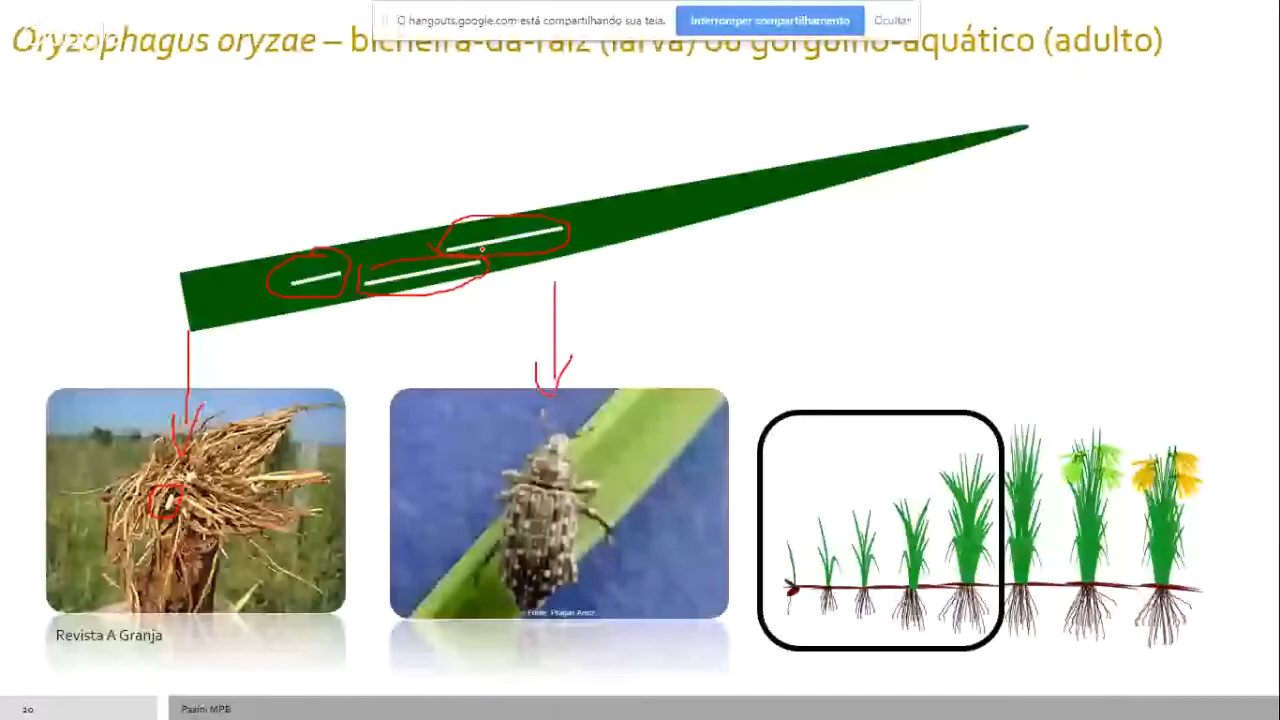 O hangouts.google.com está compartilhando sua tela.
Interromper compartilhamento
Ocultar
Oryzophagus oryzae – bicheira-da-raiz (larva) ou gorgulho-aquático (adulto)
Fonte: Pragas Arroz
Revista A Granja
20
MPB